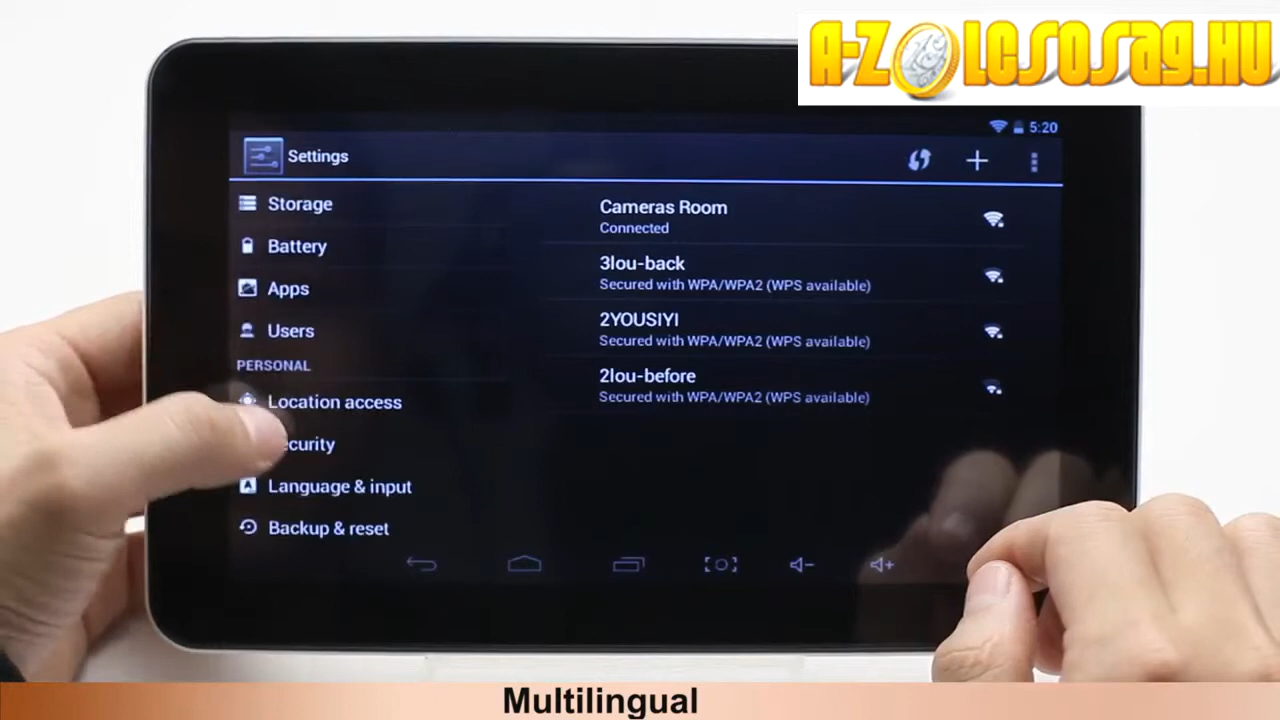 A-ZOLCSOSAG.HU
5:20
Settings
Storage
Battery
Apps
Users
PERSONAL
Location access
ecurity
Language & input
Backup & reset
Cameras Room
Connected
3lou-back
Secured with WPA/WPA2 (WPS available)
2YOUSIYI
Secured with WPA/WPA2 (WPS available)
2lou-before
Secured with WPA/WPA2 (WPS available)
Multilingual